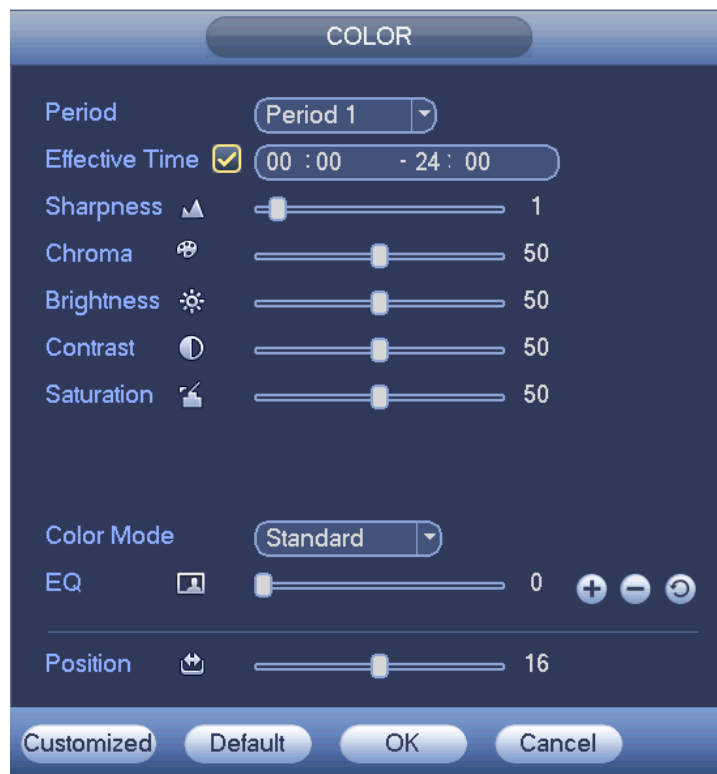 COLOR
Period Period 1
Effective Time 00 : 00 - 24 : 00
Sharpness 1
Chroma 50
Brightness 50
Contrast 50
Saturation 50
Color Mode Standard
EQ 0
Position 16
Customized Default OK Cancel